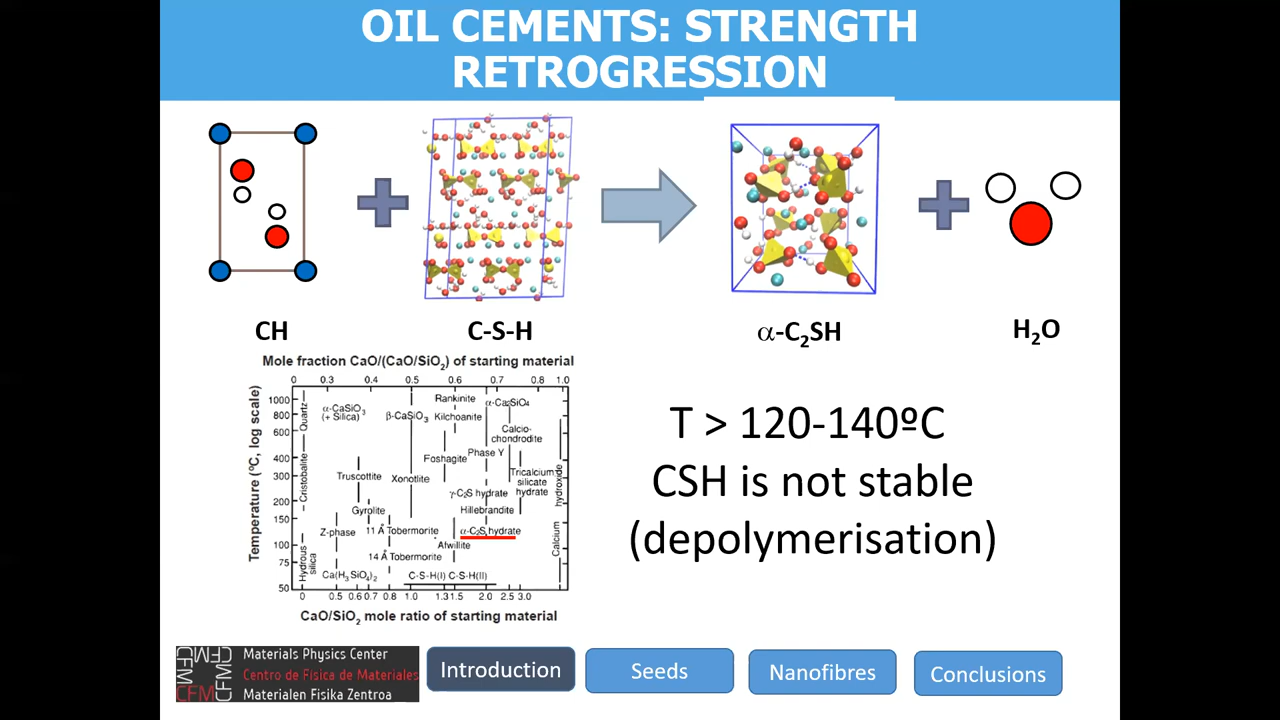 OIL CEMENTS: STRENGTH
RETROGRESSION
CH
C-S-H
α-C₂SH
H₂O
Mole fraction CaO/(CaO/SiO₂) of starting material
0 0.3 0.4 0.5 0.6 0.7 0.8 1.0
Temperature (ºC, log scale)
1000
800
600
400
300
200
150
100
75
50
Quartz
Cristobalite
Hydrous
silica
α-CaSiO₃
(+ Silica)
β-CaSiO₃
Rankinite
Kilchoanite
α-Ca₂SiO₄
Calcio-
chondrodite
Phase Y
Foshagite
Truscottite
Xonotlite
Tricalcium
silicate
hydrate
γ-C₂S hydrate
Gyrolite
Hillebrandite
Z-phase
11 Å Tobermorite
α-C₂S hydrate
Afwillite
14 Å Tobermorite
Ca(H₃SiO₄)₂
C-S-H(I) C-S-H(II)
Calcium hydroxide
0 0.5 0.6 0.7 0.8 1.0 1.3 1.5 2.0 2.5 3.0
CaO/SiO₂ mole ratio of starting material
T > 120-140ºC
CSH is not stable
(depolymerisation)
CFM
Materials Physics Center
Centro de Física de Materiales
Materialen Fisika Zentroa
Introduction
Seeds
Nanofibres
Conclusions